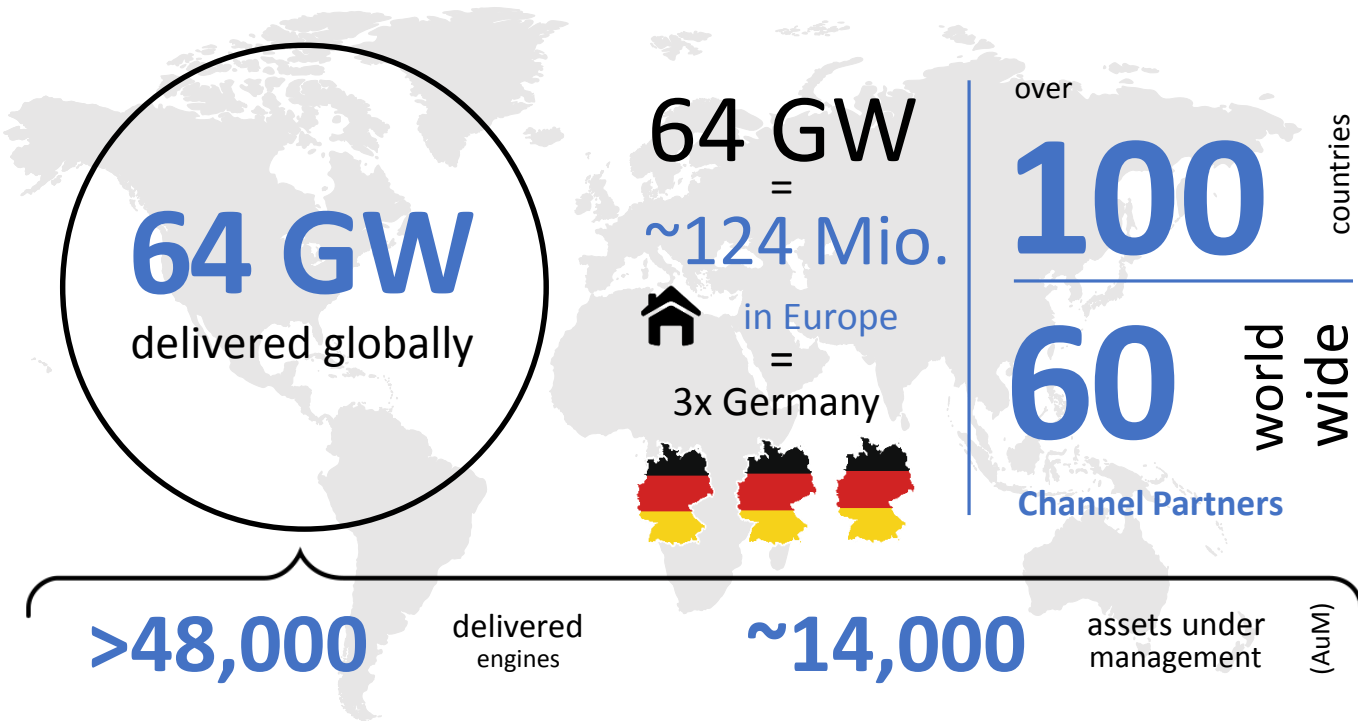 64 GW
delivered globally
64 GW
=
~124 Mio.
in Europe
=
3x Germany
over
100
countries
60
world
wide
Channel Partners
>48,000
delivered
engines
~14,000
assets under
management
(AuM)